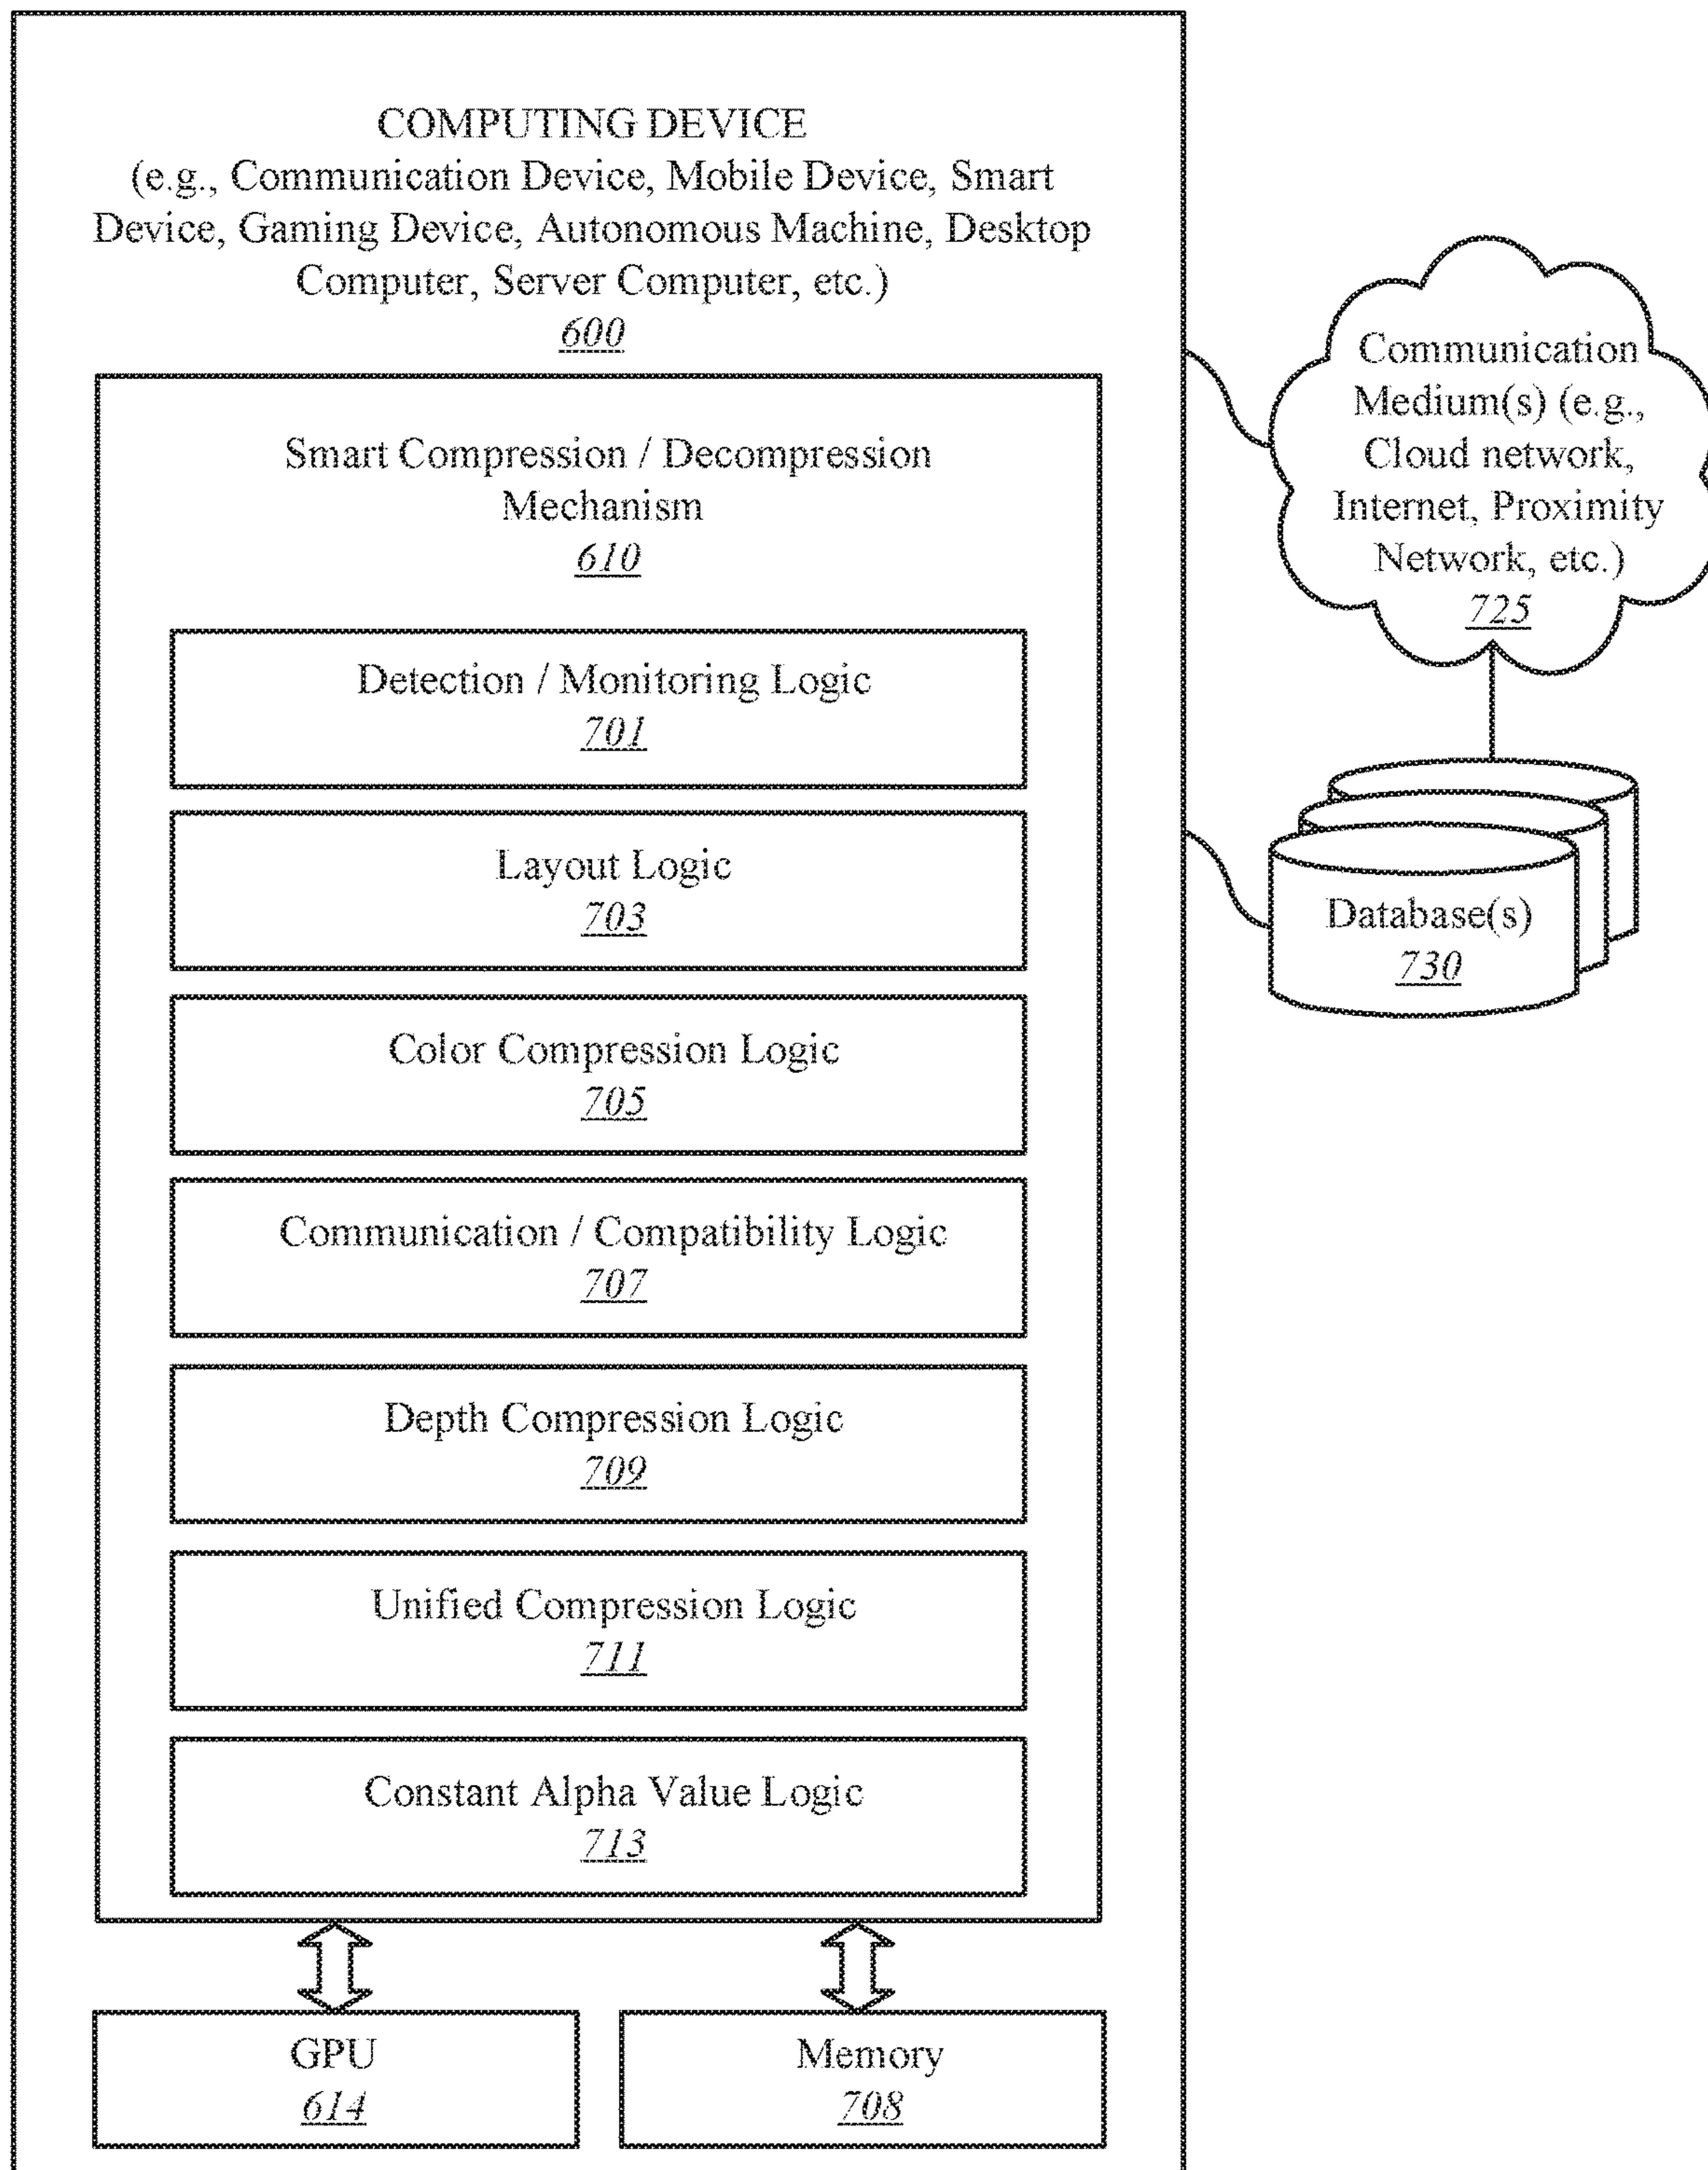 COMPUTING DEVICE
(e.g., Communication Device, Mobile Device, Smart
Device, Gaming Device, Autonomous Machine, Desktop
Computer, Server Computer, etc.)
600
Smart Compression / Decompression
Mechanism
610
Detection / Monitoring Logic
701
Layout Logic
703
Color Compression Logic
705
Communication / Compatibility Logic
707
Depth Compression Logic
709
Unified Compression Logic
711
Constant Alpha Value Logic
713
GPU
614
Memory
708
Communication
Medium(s) (e.g.,
Cloud network,
Internet, Proximity
Network, etc.)
725
Database(s)
730